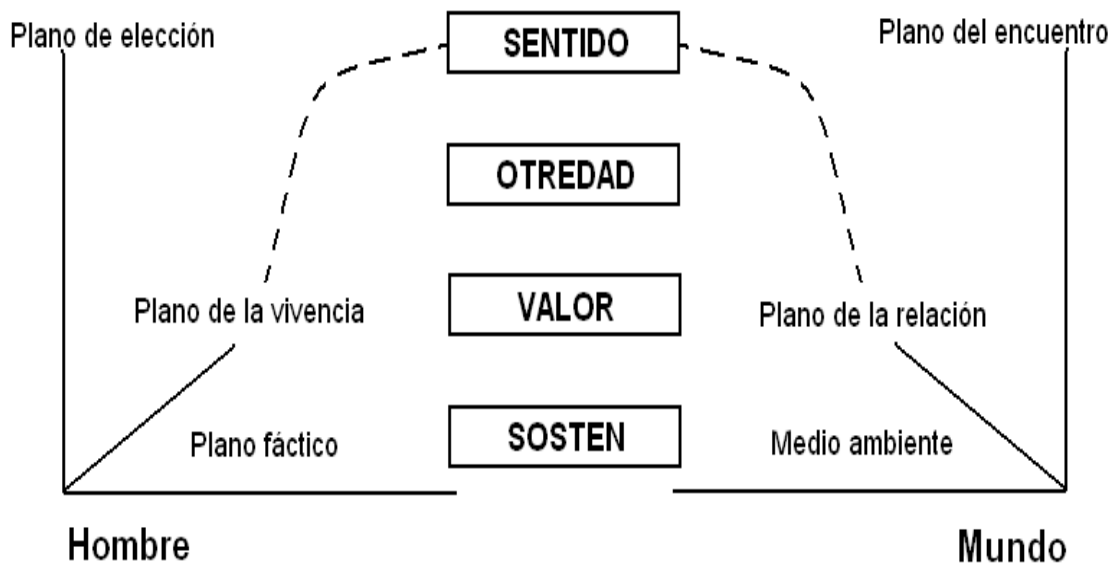 Plano de elección
SENTIDO
Plano del encuentro
OTREDAD
Plano de la vivencia
VALOR
Plano de la relación
Plano fáctico
SOSTEN
Medio ambiente
Hombre
Mundo